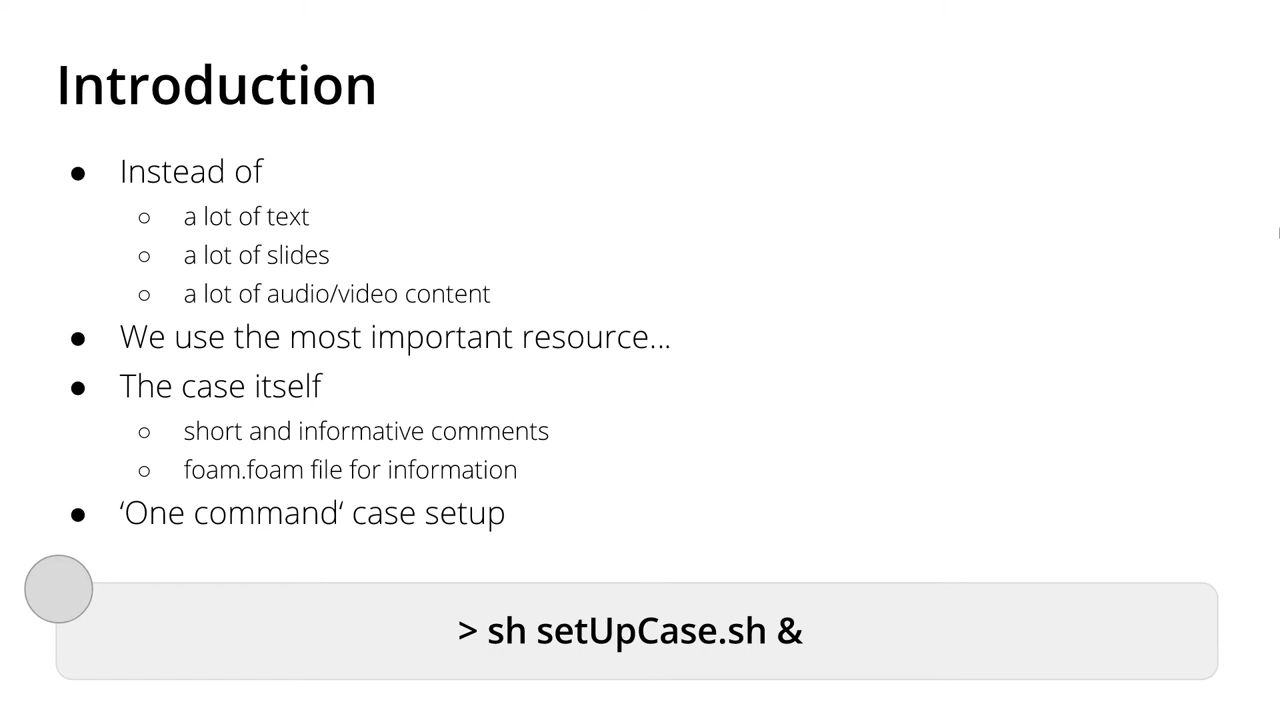 Introduction
● Instead of
○ a lot of text
○ a lot of slides
○ a lot of audio/video content
● We use the most important resource...
● The case itself
○ short and informative comments
○ foam.foam file for information
● ‘One command‘ case setup
> sh setUpCase.sh &